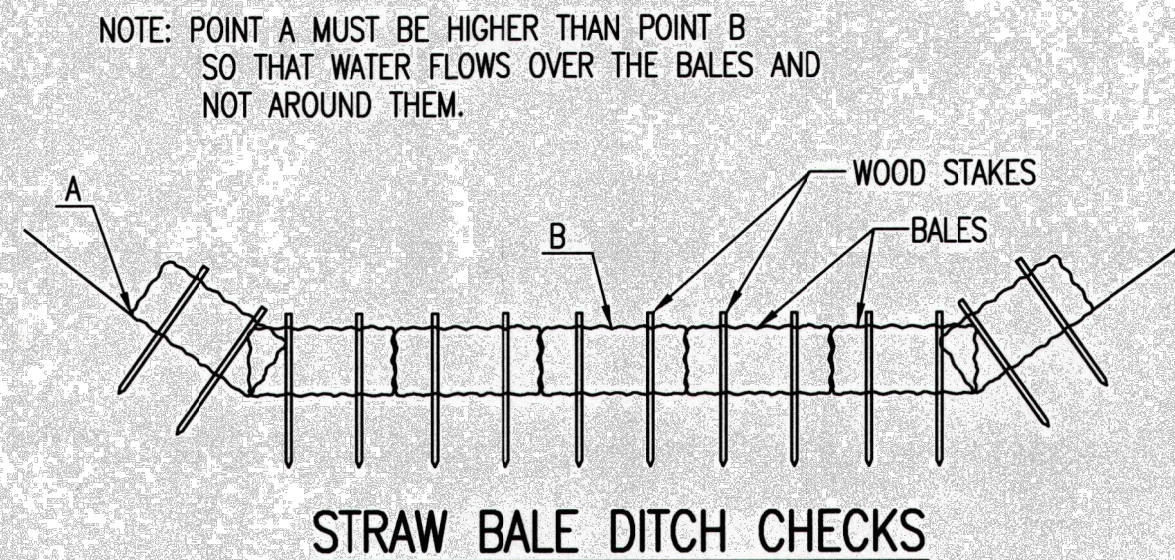 NOTE: POINT A MUST BE HIGHER THAN POINT B
SO THAT WATER FLOWS OVER THE BALES AND
NOT AROUND THEM.
A
WOOD STAKES
B
BALES
STRAW BALE DITCH CHECKS